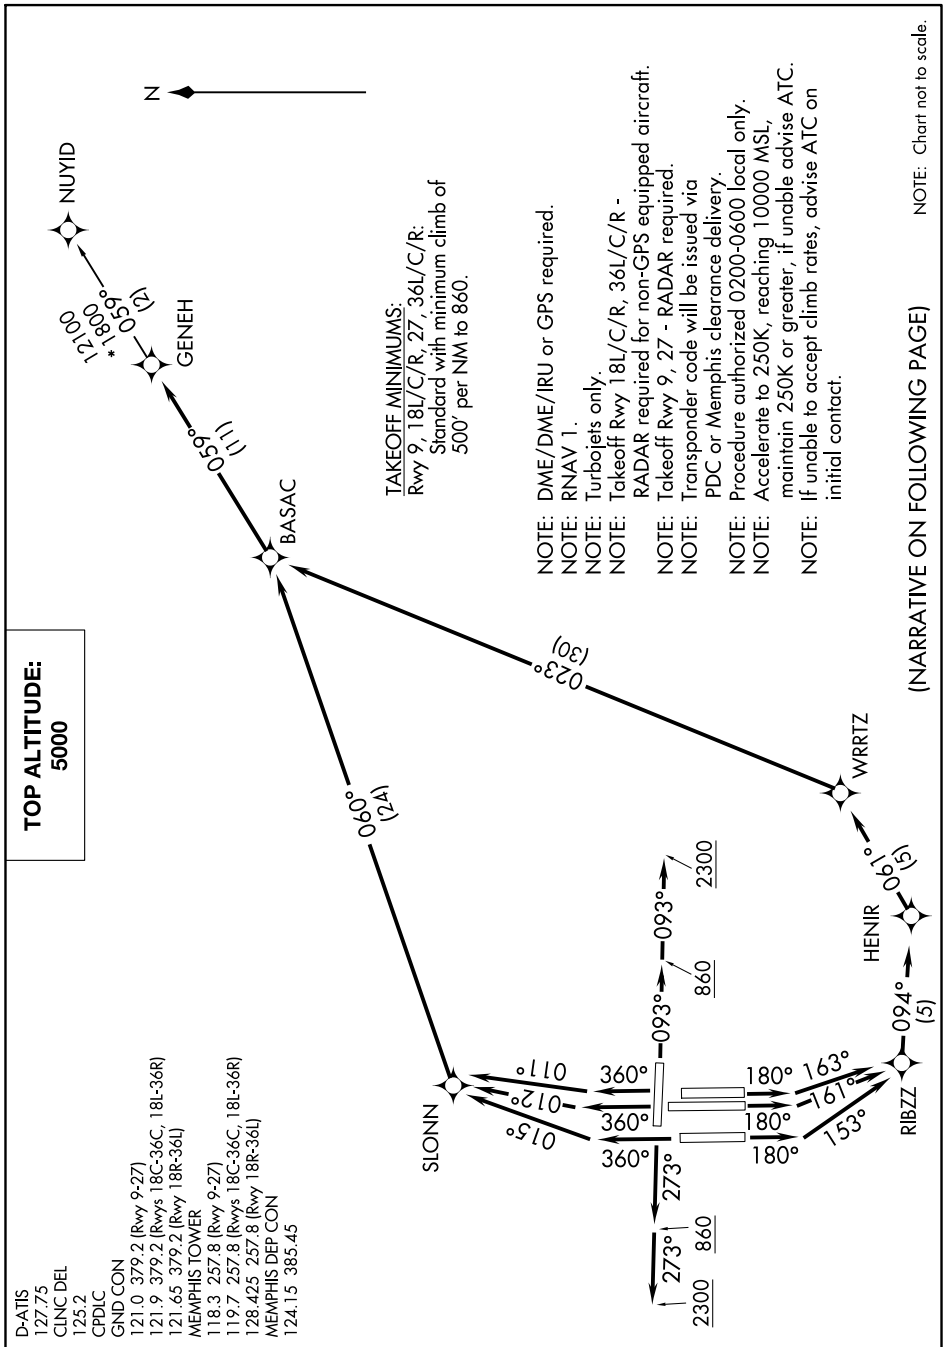 D-ATIS
127.75
CLNC DEL
125.2
CPDLC
GND CON
121.0 379.2 (Rwy 9-27)
121.9 379.2 (Rwys 18C-36C, 18L-36R)
121.65 379.2 (Rwy 18R-36L)
MEMPHIS TOWER
118.3 257.8 (Rwy 9-27)
119.7 257.8 (Rwys 18C-36C, 18L-36R)
128.425 257.8 (Rwy 18R-36L)
MEMPHIS DEP CON
124.15 385.45
TOP ALTITUDE:
5000
NUYID
N
12100
*1800
059°
(2)
GENEH
059°
(11)
BASAC
060°
(24)
023°
(30)
SLONN
015°
012°
011°
360°
360°
360°
273°
273°
860
2300
093°
093°
860
2300
180°
180°
180°
153°
161°
163°
RIBZZ
094°
(5)
HENIR
061°
(5)
WRRTZ
TAKEOFF MINIMUMS:
Rwy 9, 18L/C/R, 27, 36L/C/R:
Standard with minimum climb of
500' per NM to 860.
NOTE: DME/DME/IRU or GPS required.
NOTE: RNAV 1.
NOTE: Turbojets only.
NOTE: Takeoff Rwy 18L/C/R, 36L/C/R -
RADAR required for non-GPS equipped aircraft.
NOTE: Takeoff Rwy 9, 27 - RADAR required.
NOTE: Transponder code will be issued via
PDC or Memphis clearance delivery.
NOTE: Procedure authorized 0200-0600 local only.
NOTE: Accelerate to 250K, reaching 10000 MSL,
maintain 250K or greater, if unable advise ATC.
NOTE: If unable to accept climb rates, advise ATC on
initial contact.
(NARRATIVE ON FOLLOWING PAGE)
NOTE: Chart not to scale.